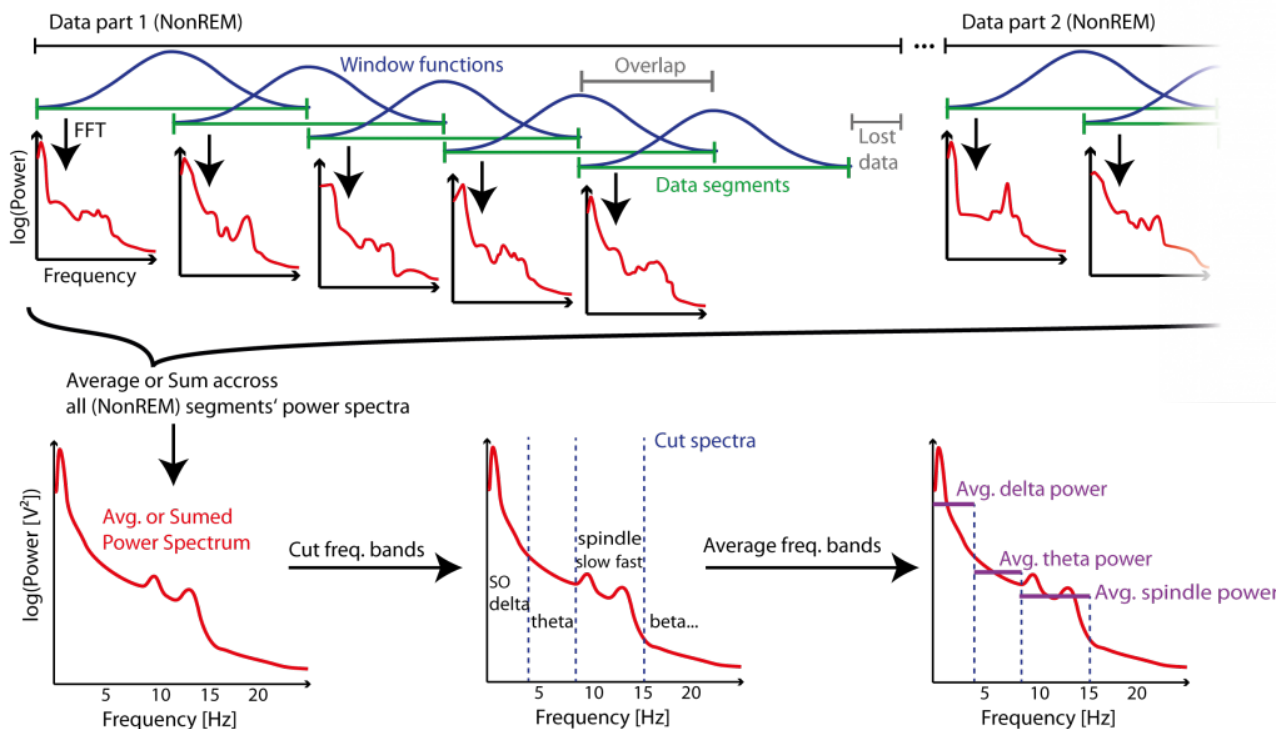 Data part 1 (NonREM)
...
Data part 2 (NonREM)
Window functions
Overlap
FFT
Lost
data
Data segments
log(Power)
Frequency
Average or Sum accross
all (NonREM) segments‘ power spectra
log(Power [V²])
Avg. or Sumed
Power Spectrum
5 10 15 20
Frequency [Hz]
Cut freq. bands
Cut spectra
spindle
slow fast
SO
delta
theta
beta...
5 10 15 20
Frequency [Hz]
Average freq. bands
Avg. delta power
Avg. theta power
Avg. spindle power
5 10 15 20
Frequency [Hz]